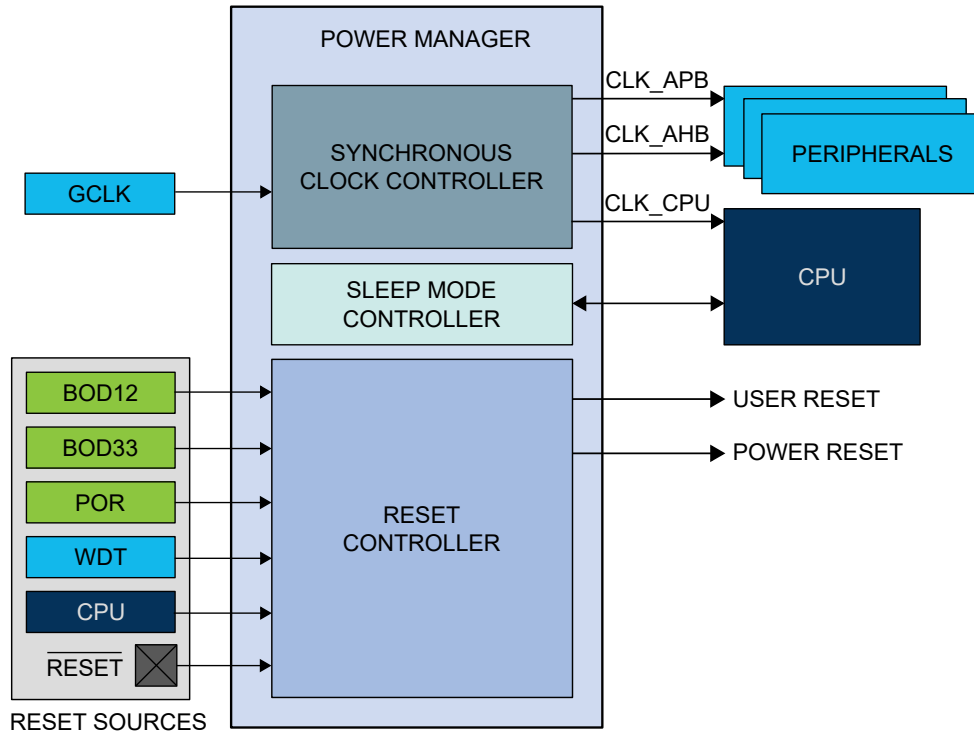 POWER MANAGER
CLK_APB
SYNCHRONOUS
CLOCK CONTROLLER
CLK_AHB
PERIPHERALS
GCLK
CLK_CPU
CPU
SLEEP MODE
CONTROLLER
BOD12
USER RESET
BOD33
POWER RESET
POR
RESET
CONTROLLER
WDT
CPU
RESET
RESET SOURCES